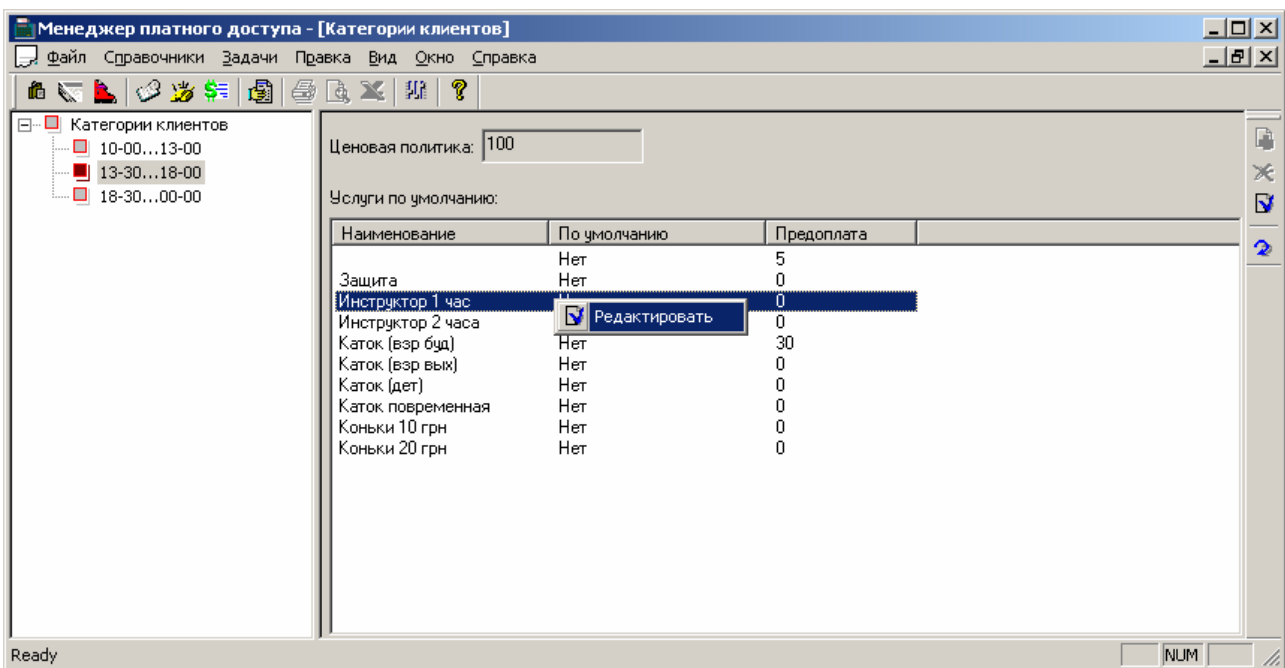 Менеджер платного доступа - [Категории клиентов]
Файл Справочники Задачи Правка Вид Окно Справка
Категории клиентов
10-00...13-00
13-30...18-00
18-30...00-00
Ценовая политика: 100
Услуги по умолчанию:
Наименование По умолчанию Предоплата
Нет 5
Защита Нет 0
Инструктор 1 час 0
Редактировать
Инструктор 2 часа 0
Каток (взр буд) Нет 30
Каток (взр вых) Нет 0
Каток (дет) Нет 0
Каток повременная Нет 0
Коньки 10 грн Нет 0
Коньки 20 грн Нет 0
Ready NUM